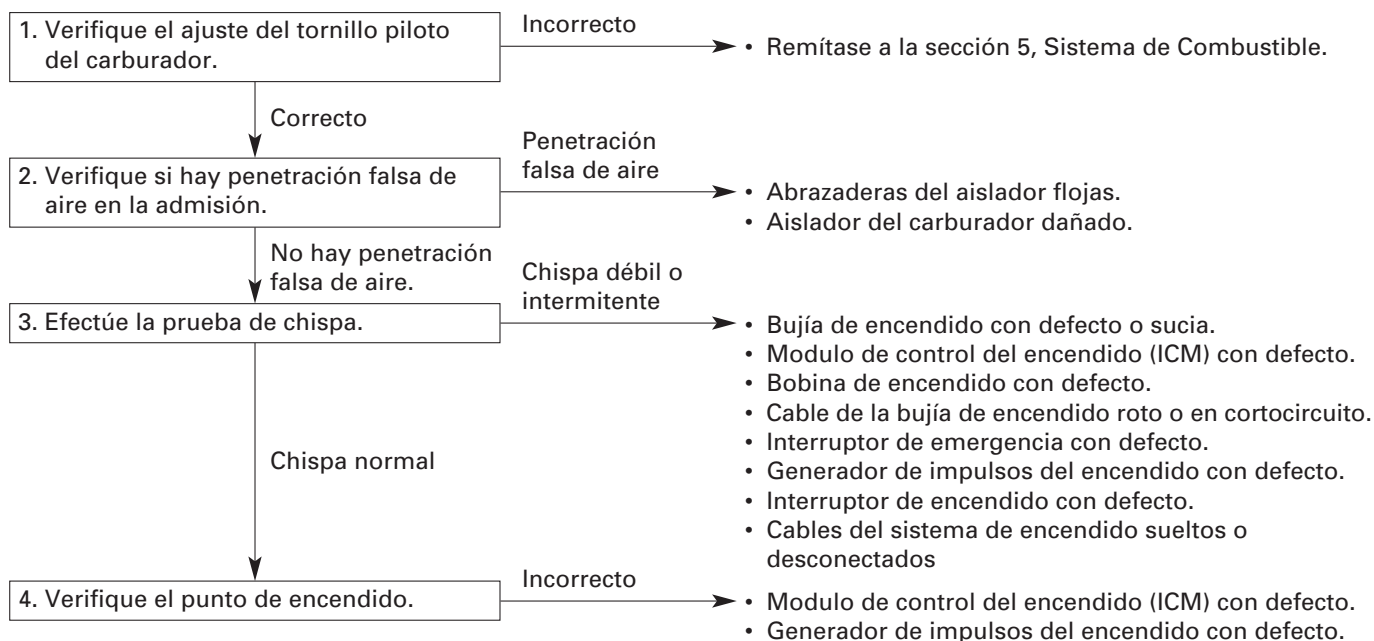 1. Verifique el ajuste del tornillo piloto
del carburador.
Incorrecto
• Remítase a la sección 5, Sistema de Combustible.
Correcto
2. Verifique si hay penetración falsa de
aire en la admisión.
Penetración
falsa de aire
• Abrazaderas del aislador flojas.
• Aislador del carburador dañado.
No hay penetración
falsa de aire.
3. Efectúe la prueba de chispa.
Chispa débil o
intermitente
• Bujía de encendido con defecto o sucia.
• Modulo de control del encendido (ICM) con defecto.
• Bobina de encendido con defecto.
• Cable de la bujía de encendido roto o en cortocircuito.
• Interruptor de emergencia con defecto.
• Generador de impulsos del encendido con defecto.
• Interruptor de encendido con defecto.
• Cables del sistema de encendido sueltos o
desconectados
Chispa normal
4. Verifique el punto de encendido.
Incorrecto
• Modulo de control del encendido (ICM) con defecto.
• Generador de impulsos del encendido con defecto.